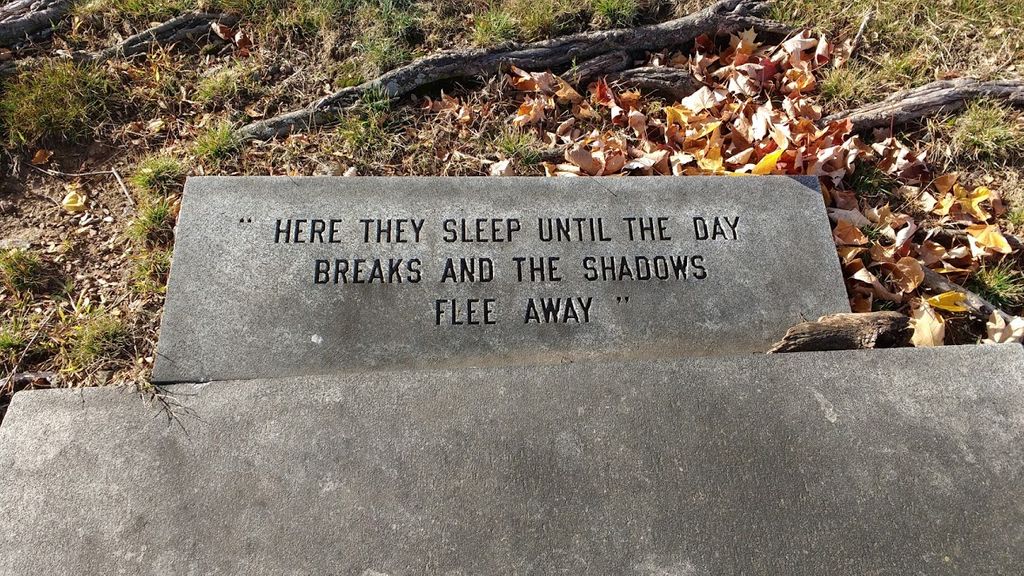 " HERE THEY SLEEP UNTIL THE DAY
BREAKS AND THE SHADOWS
FLEE AWAY "